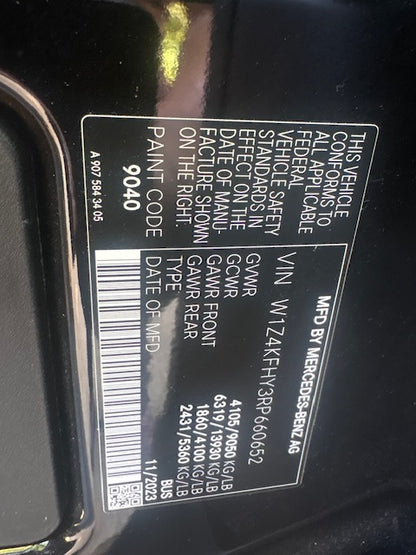 MFD BY MERCEDES-BENZ AG
VIN W1Z4KFHY3RP660652
GVWR 4105/9050 KG/LB
GCWR 6319/13930 KG/LB
GAWR FRONT 1860/4100 KG/LB
GAWR REAR 2431/5360 KG/LB
TYPE BUS
DATE OF MFD 11/2023
THIS VEHICLE
CONFORMS TO
ALL APPLICABLE
FEDERAL
VEHICLE SAFETY
STANDARDS IN
EFFECT ON THE
DATE OF MANU-
FACTURE SHOWN
ON THE RIGHT.
PAINT CODE
9040
A 907 584 34 05